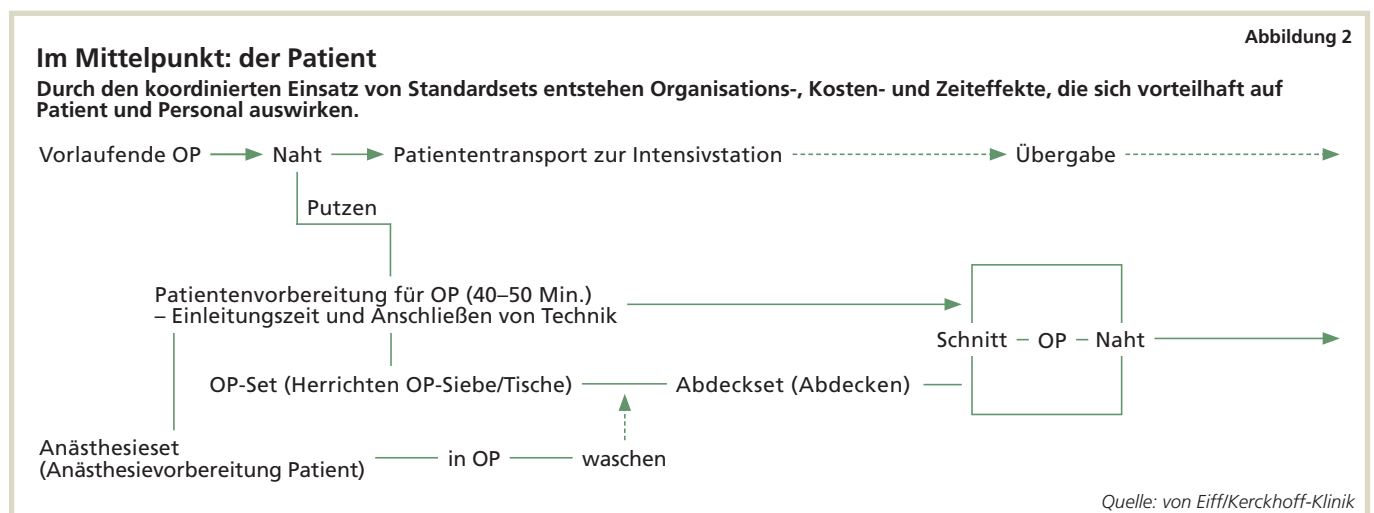 Abbildung 2
Im Mittelpunkt: der Patient
Durch den koordinierten Einsatz von Standardsets entstehen Organisations-, Kosten- und Zeiteffekte, die sich vorteilhaft auf
Patient und Personal auswirken.
Vorlaufende OP Naht Patiententransport zur Intensivstation Übergabe
Putzen
Patientenvorbereitung für OP (40–50 Min.)
– Einleitungszeit und Anschließen von Technik
Schnitt – OP – Naht
OP-Set (Herrichten OP-Siebe/Tische) Abdeckset (Abdecken)
Anästhesieset
(Anästhesievorbereitung Patient) in OP waschen
Quelle: von Eiff/Kerckhoff-Klinik